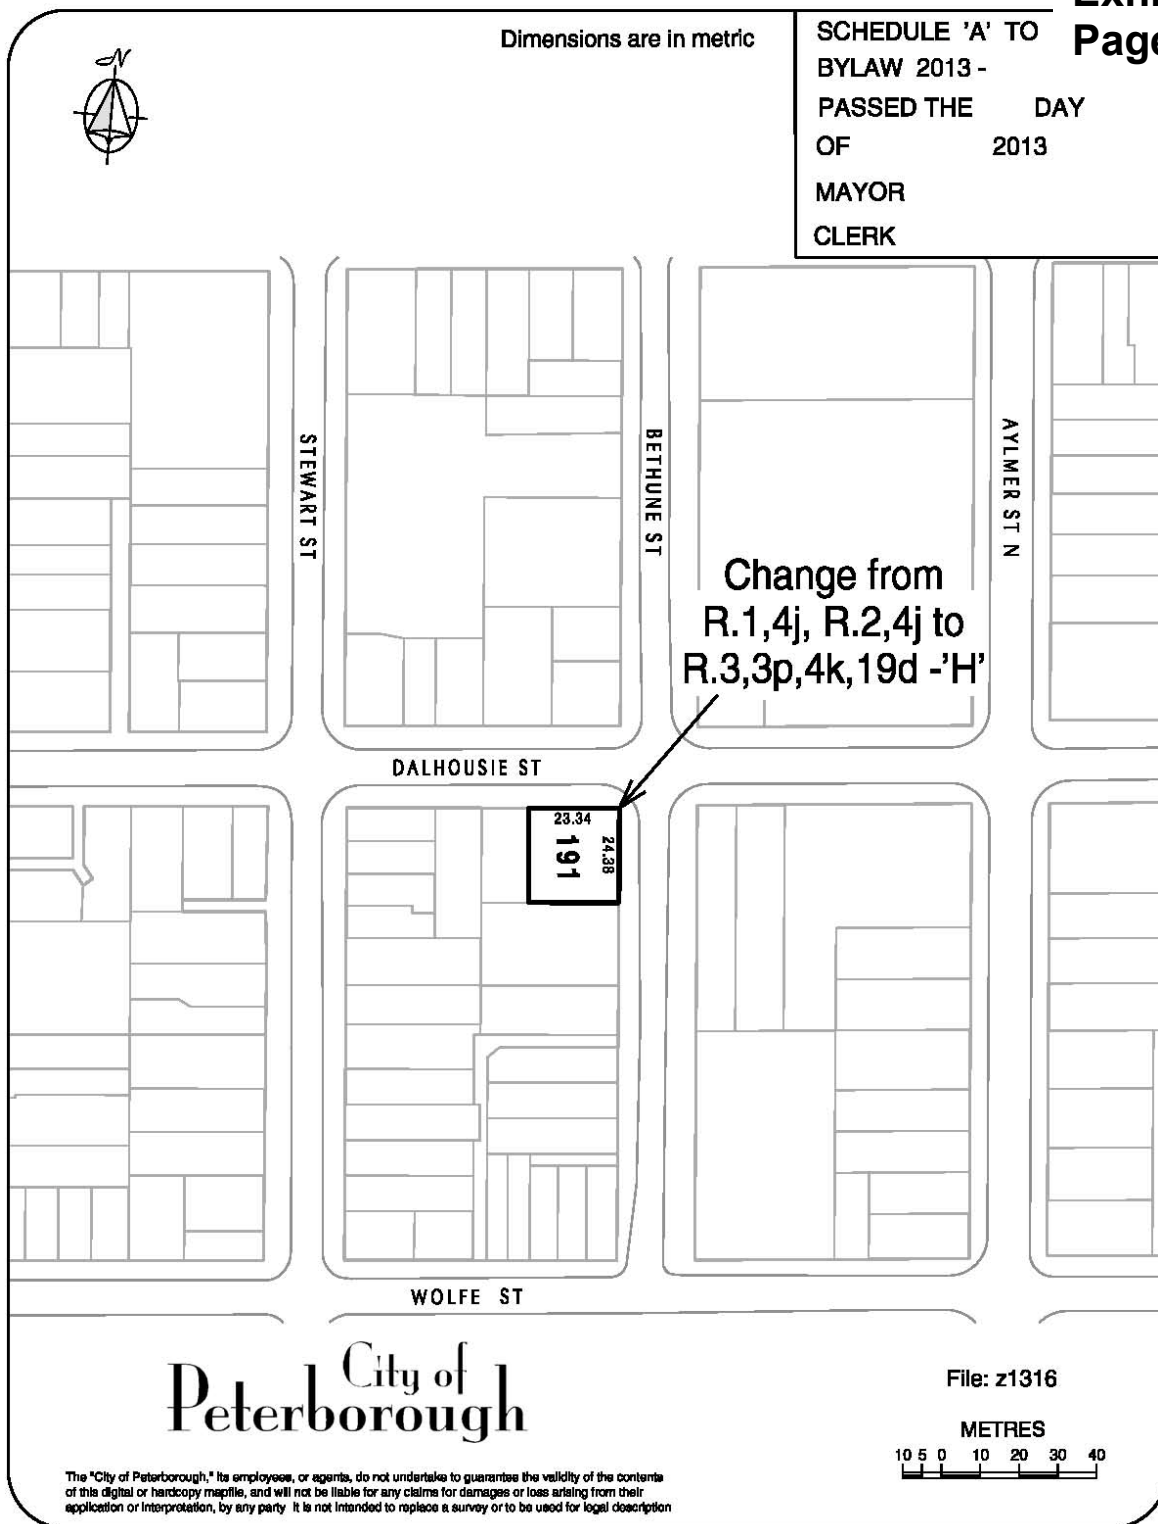 Page
Dimensions are in metric
SCHEDULE 'A' TO
BYLAW 2013 -
PASSED THE DAY
OF 2013
MAYOR
CLERK
N
STEWART ST
BETHUNE ST
AYLMER ST N
Change from
R.1,4j, R.2,4j to
R.3,3p,4k,19d -'H'
DALHOUSIE ST
23.34
24.38
191
WOLFE ST
City of
Peterborough
File: z1316
METRES
10 5 0 10 20 30 40
The "City of Peterborough," its employees, or agents, do not undertake to guarantee the validity of the contents
of this digital or hardcopy mapfile, and will not be liable for any claims for damages or loss arising from their
application or interpretation, by any party It is not intended to replace a survey or to be used for legal description